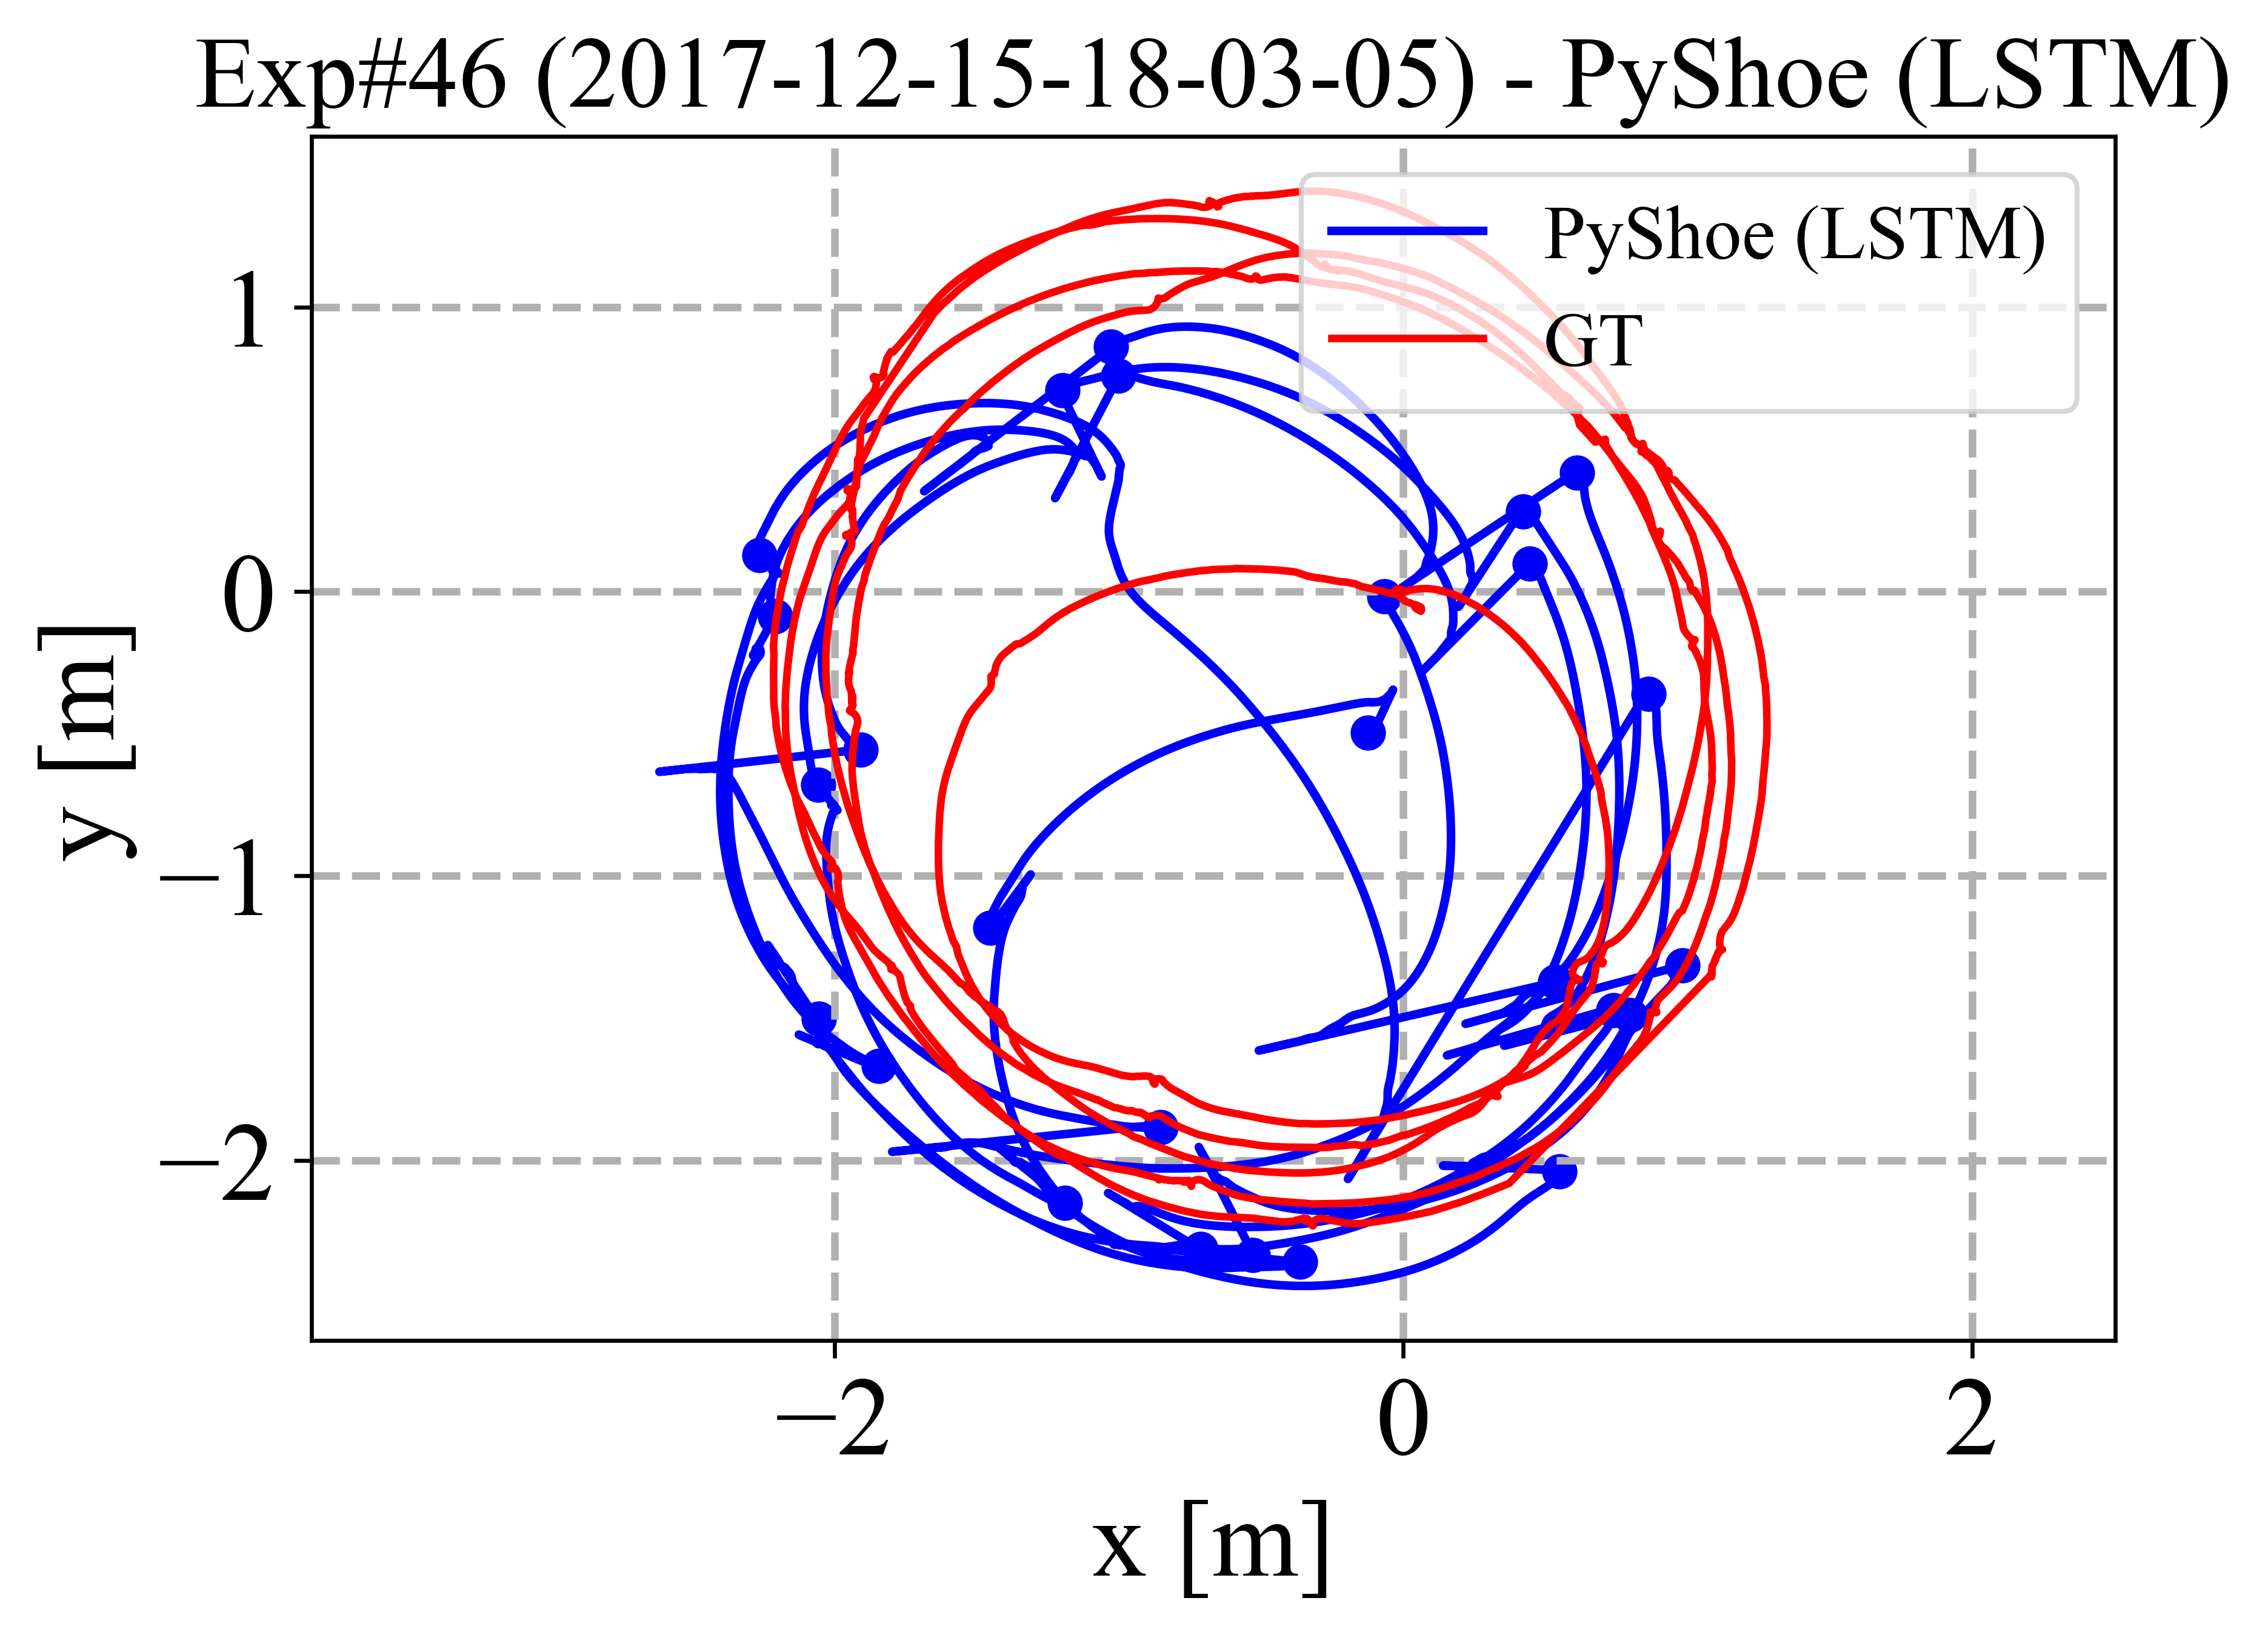 Exp#46 (2017-12-15-18-03-05) - PyShoe (LSTM)
PyShoe (LSTM)
GT
y [m]
1
0
−1
−2
−2 0 2
x [m]